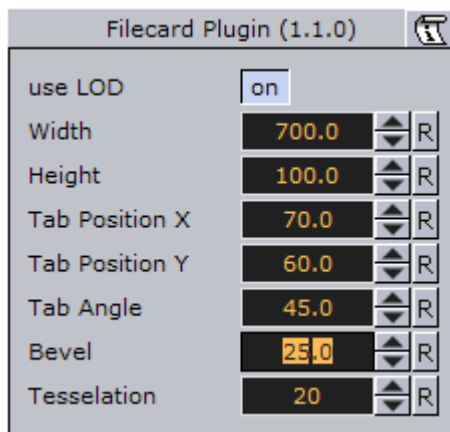 Filecard Plugin (1.1.0)
use LOD on
Width 700.0 R
Height 100.0 R
Tab Position X 70.0 R
Tab Position Y 60.0 R
Tab Angle 45.0 R
Bevel 25.0 R
Tesselation 20 R